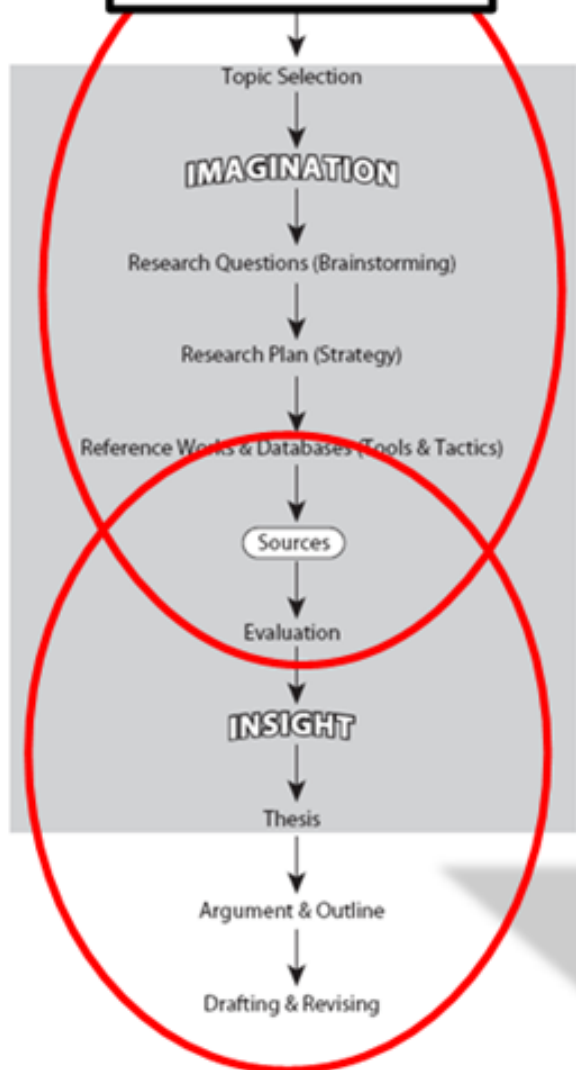 Topic Selection
IMAGINATION
Research Questions (Brainstorming)
Research Plan (Strategy)
Reference Works & Databases (Tools & Tactics)
Sources
Evaluation
INSIGHT
Thesis
Argument & Outline
Drafting & Revising